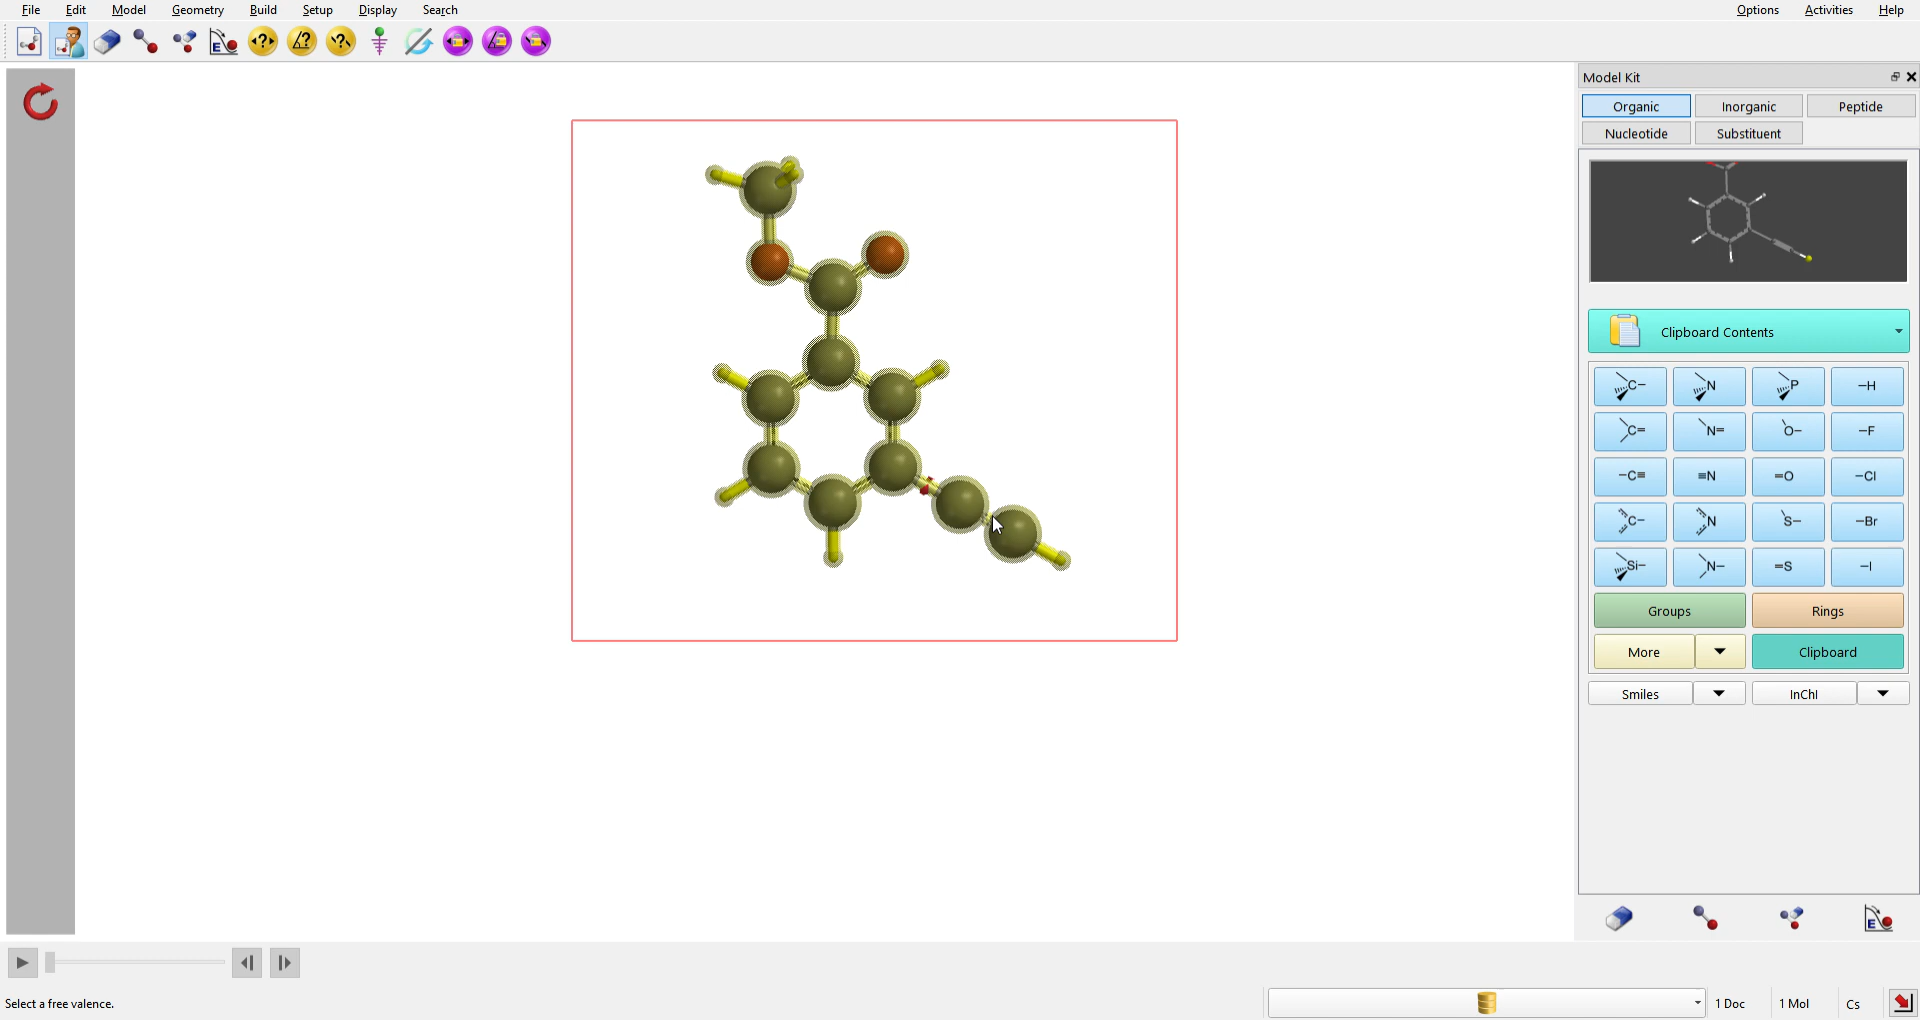 File Edit Model Geometry Build Setup Display Search Options Activities Help
E ? ? ?
Model Kit
Organic Inorganic Peptide
Nucleotide Substituent
Clipboard Contents
C- N P -H
C= N= O- -F
-C≡ ≡N =O -Cl
C- N S- -Br
Si- N- =S -I
Groups Rings
More Clipboard
Smiles InChI
E
Select a free valence. 1 Doc 1 Mol Cs